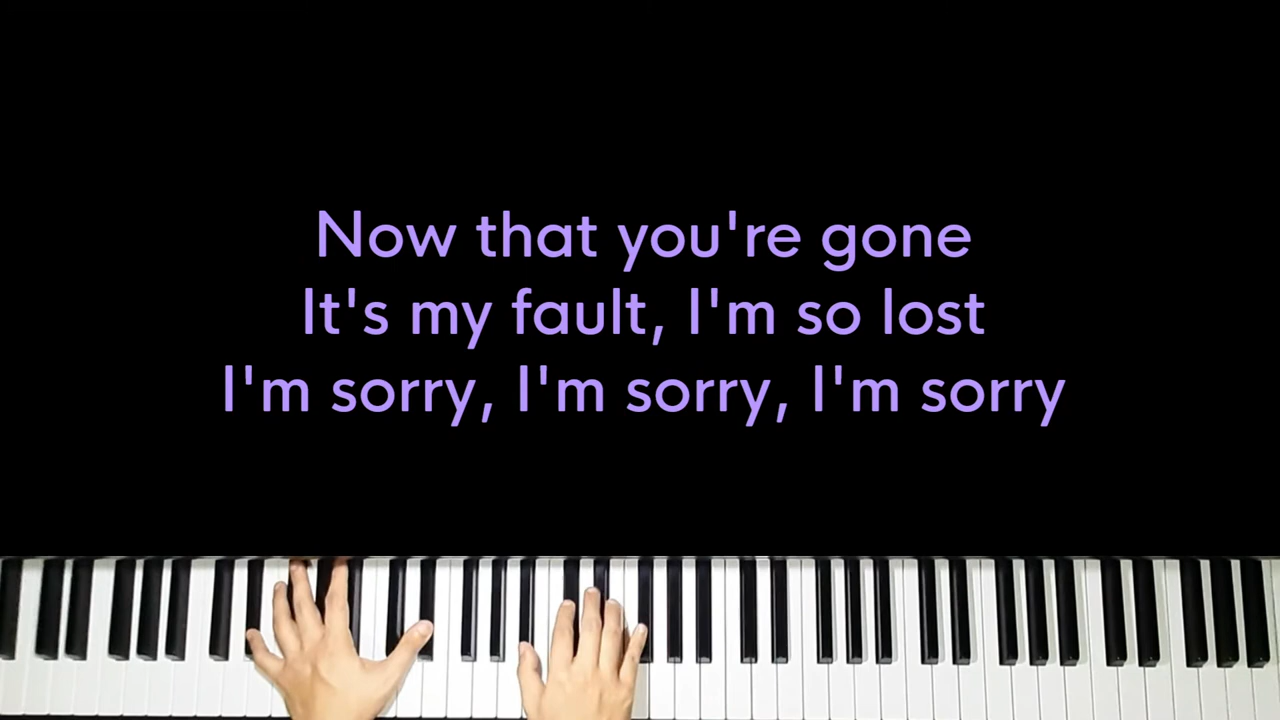 Now that you're gone
It's my fault, I'm so lost
I'm sorry, I'm sorry, I'm sorry